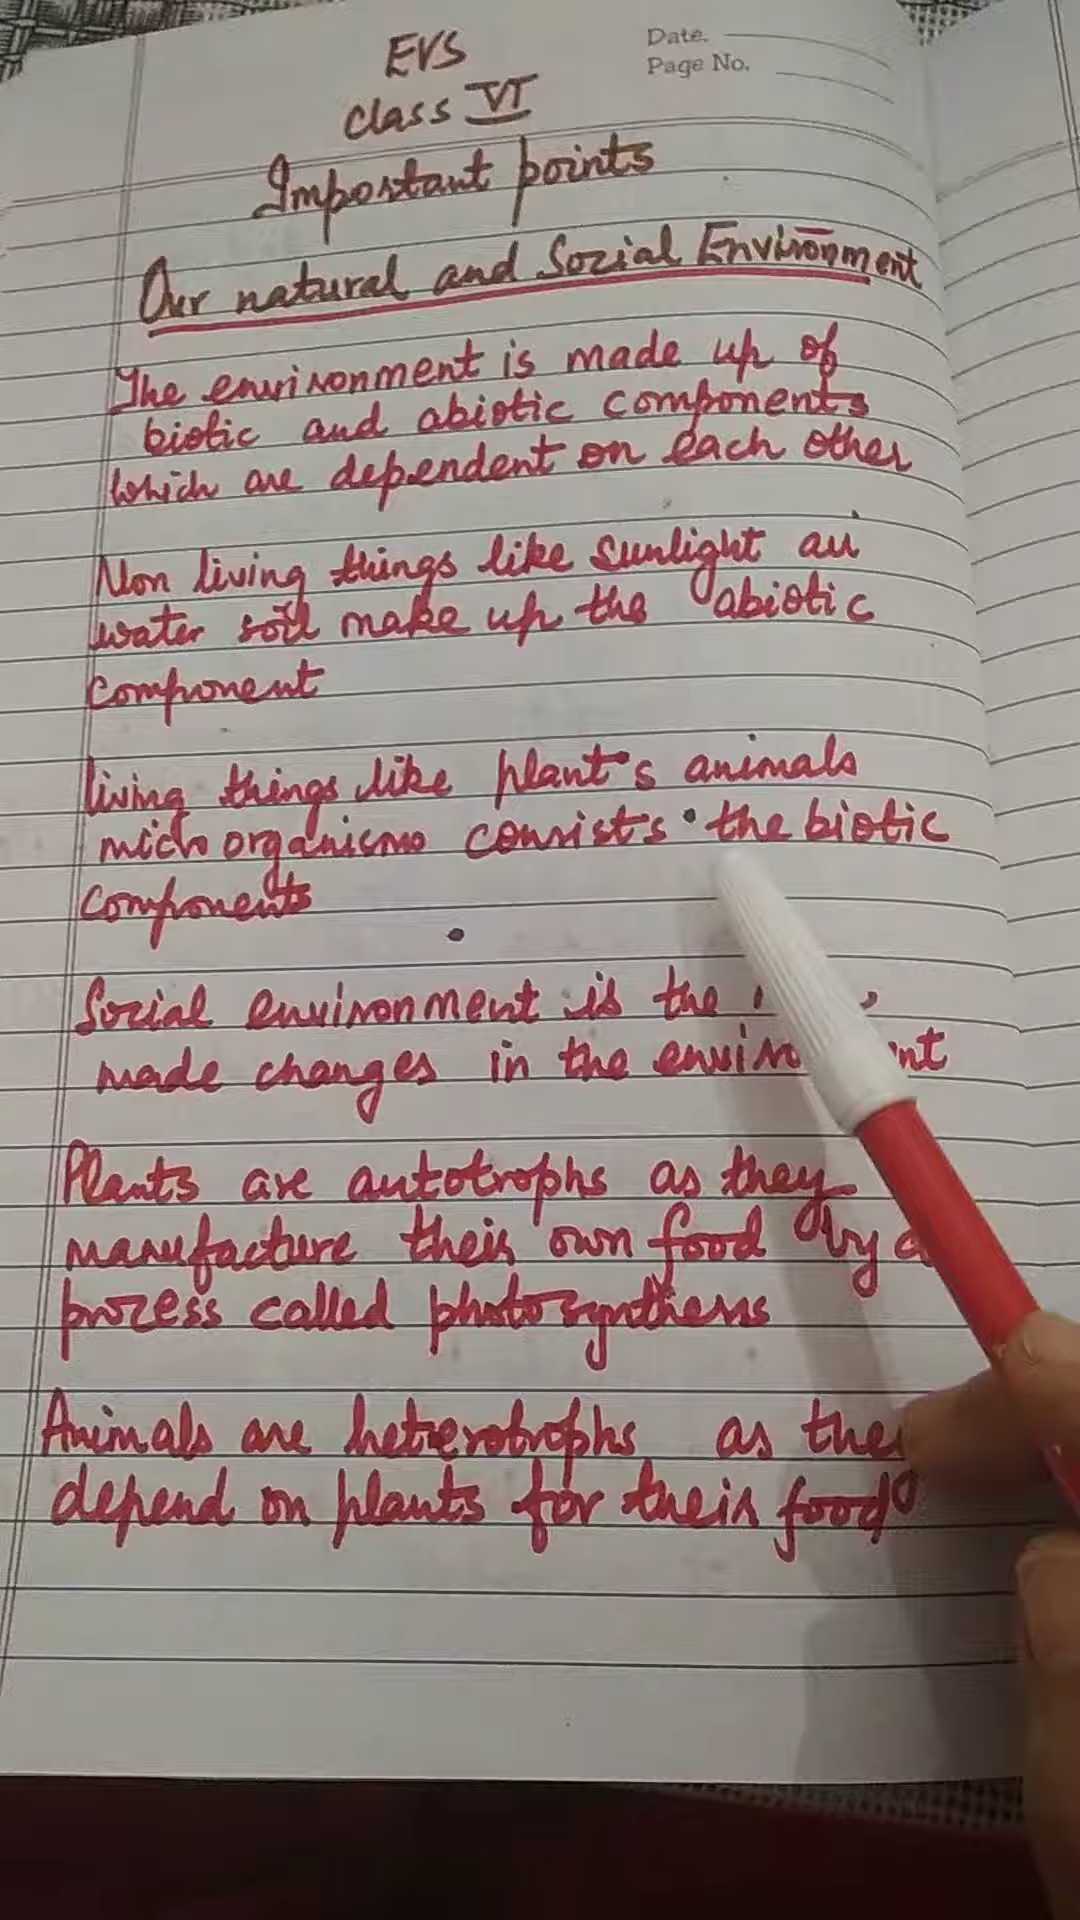 EVS
Date.
Page No.
Class VI
Important points
Our natural and Social Environment
The environment is made up of
biotic and abiotic components
which are dependent on each other
Non living things like sunlight air
water soil make up the abiotic
component
living things like plants animals
micro organisms consists the biotic
components
Social environment is the
made changes in the
Plants are autotrophs as they
manufacture their own food by a
process called photosynthesis
Animals are heterotrophs as
depend on plants for their food